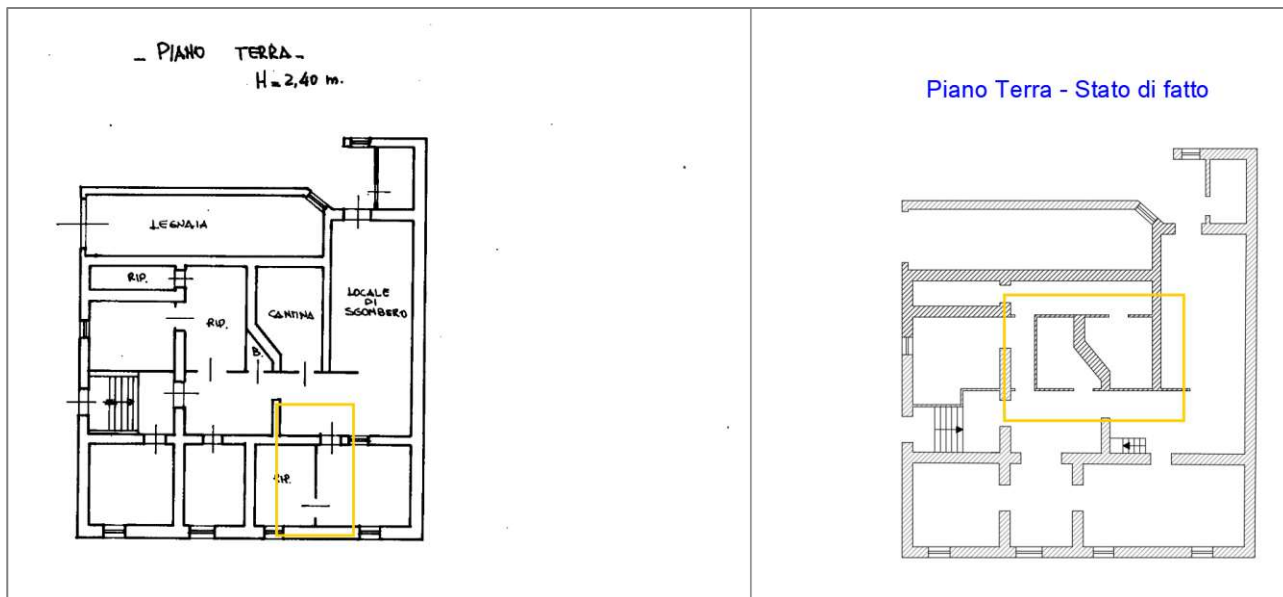 - PIANO TERRA -
H = 2,40 m.
Piano Terra - Stato di fatto
LEGNAIA
RIP.
RIP.
CANTINA
LOCALE
DI
SGOMBERO
B.
RIP.